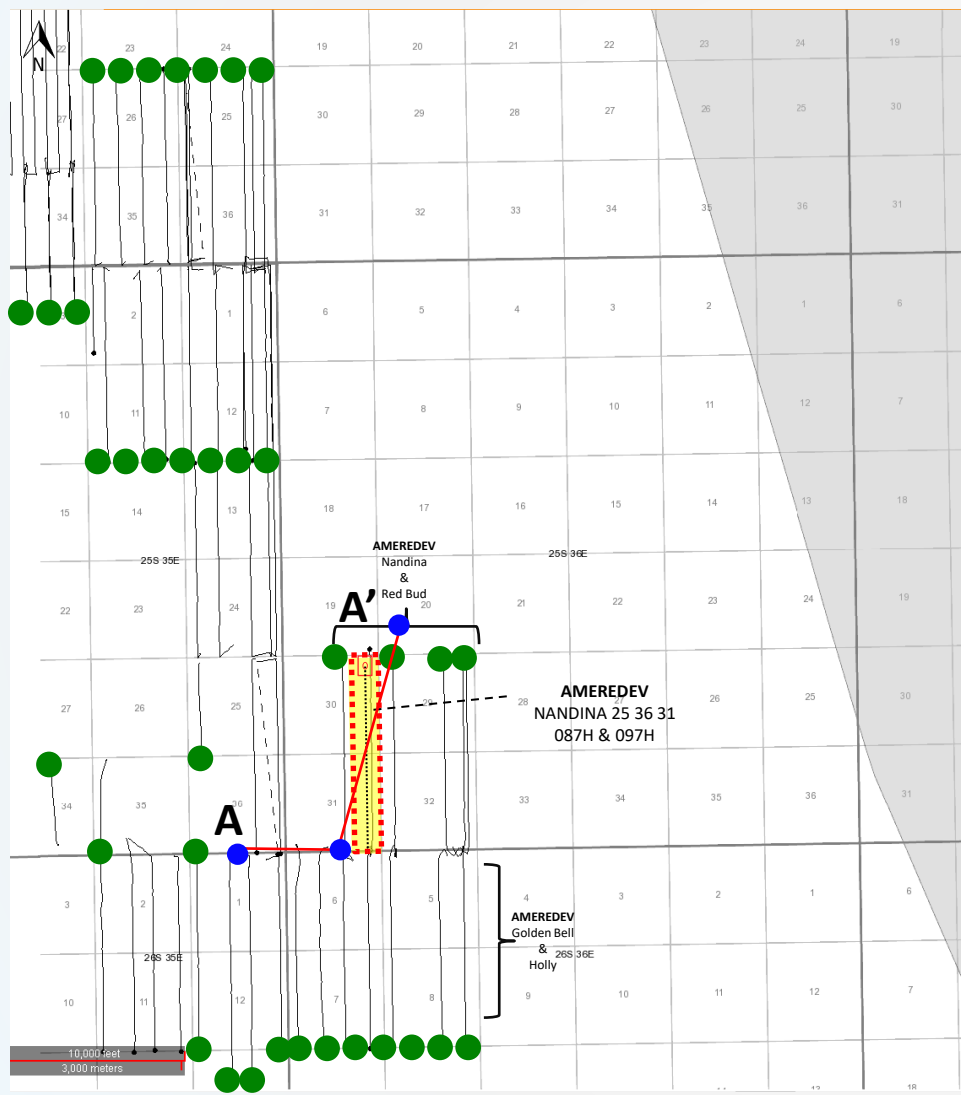 N
22 23 24 19 20 21 22 23 24 19
27 26 25 30 29 28 27 26 25 30
34 35 36 31 32 33 34 35 36 31
2 1 6 5 4 3 2 1 6
10 11 12 7 8 9 10 11 12 7
15 14 13 18 17 16 15 14 13 18
25S 35E
25S 36E
AMEREDEV
Nandina
&
Red Bud
22 23 24 19 20 21 22 23 24 19
A’
27 26 25 30 29 28 27 26 25 30
AMEREDEV
NANDINA 25 36 31
087H & 097H
34 35 36 31 32 33 34 35 36 31
A
3 2 1 6 5 4 3 2 1 6
AMEREDEV
Golden Bell
&
Holly
26S 35E
26S 36E
10 11 12 7 8 9 10 11 12 7
10,000 feet
3,000 meters
18